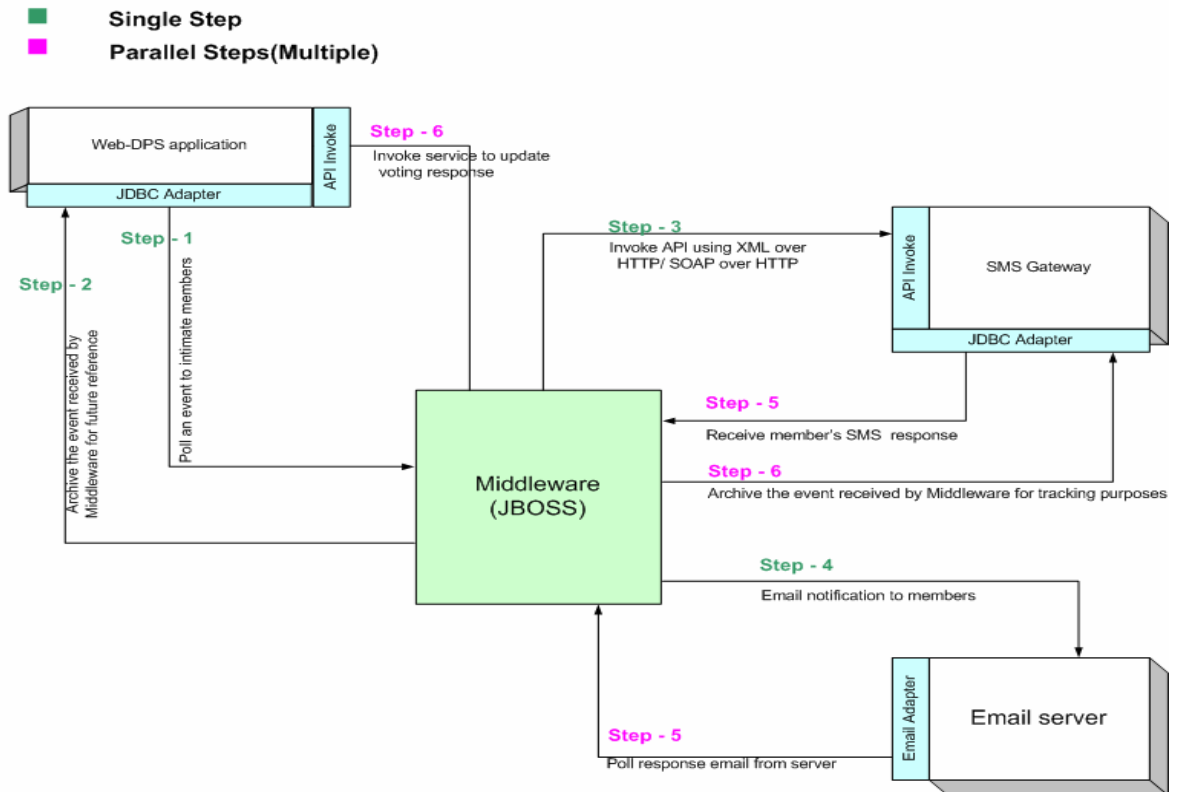 Single Step
Parallel Steps(Multiple)
Web-DPS application
API Invoke
JDBC Adapter
Step - 6
Invoke service to update
voting response
Step - 1
Poll an event to intimate members
Step - 2
Archive the event received by
Middleware for future reference
Step - 3
Invoke API using XML over
HTTP/ SOAP over HTTP
API Invoke
SMS Gateway
JDBC Adapter
Step - 5
Receive member's SMS response
Step - 6
Archive the event received by Middleware for tracking purposes
Middleware
(JBOSS)
Step - 4
Email notification to members
Email Adapter
Email server
Step - 5
Poll response email from server